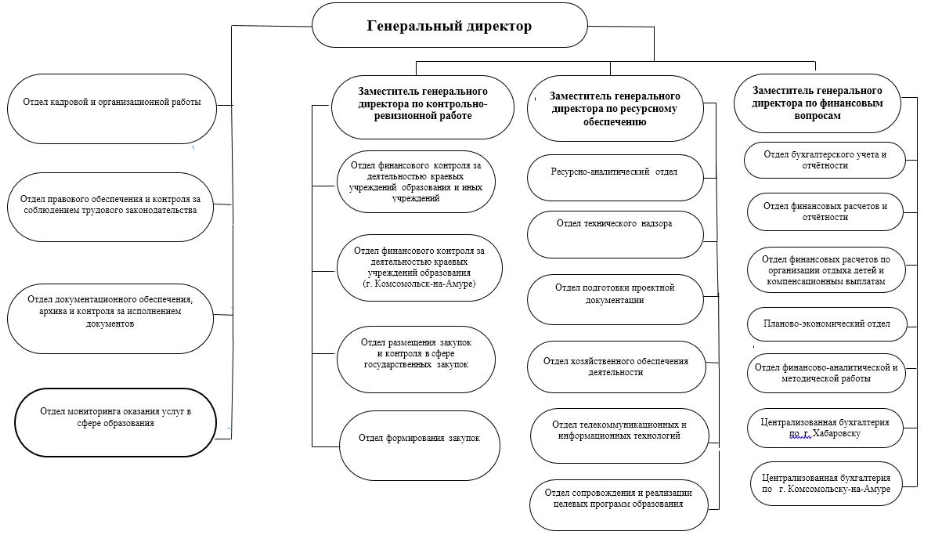 Генеральный директор
Отдел кадровой и организационной работы
Отдел правового обеспечения и контроля за
соблюдением трудового законодательства
Отдел документационного обеспечения,
архива и контроля за исполнением
документов
Отдел мониторинга оказания услуг в
сфере образования
Заместитель генерального
директора по контрольно-
ревизионной работе
Отдел финансового контроля за
деятельностью краевых
учреждений образования и иных
учреждений
Отдел финансового контроля за
деятельностью краевых
учреждений образования
(г. Комсомольск-на-Амуре)
Отдел размещения закупок
и контроля в сфере
государственных закупок
Отдел формирования закупок
Заместитель генерального
директора по ресурсному
обеспечению
Ресурсно-аналитический отдел
Отдел технического надзора
Отдел подготовки проектной
документации
Отдел хозяйственного обеспечения
деятельности
Отдел телекоммуникационных и
информационных технологий
Отдел сопровождения и реализации
целевых программ образования
Заместитель генерального
директора по финансовым
вопросам
Отдел бухгалтерского учета и
отчётности
Отдел финансовых расчетов и
отчётности
Отдел финансовых расчетов по
организации отдыха детей и
компенсационным выплатам
Планово-экономический отдел
Отдел финансово-аналитической и
методической работы
Централизованная бухгалтерия
по г. Хабаровску
Централизованная бухгалтерия
по г. Комсомольску-на-Амуре